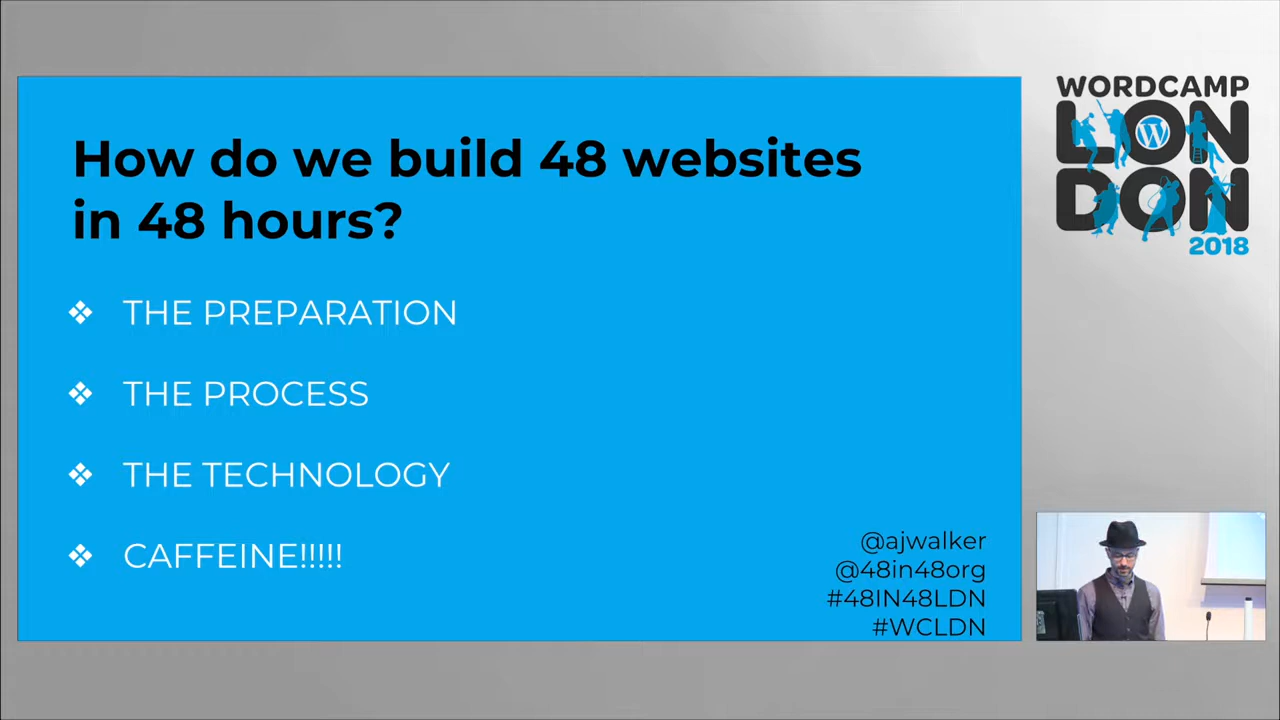 How do we build 48 websites
in 48 hours?
❖ THE PREPARATION
❖ THE PROCESS
❖ THE TECHNOLOGY
❖ CAFFEINE!!!!!
@ajwalker
@48in48org
#48IN48LDN
#WCLDN
WORDCAMP
LON
DON
2018